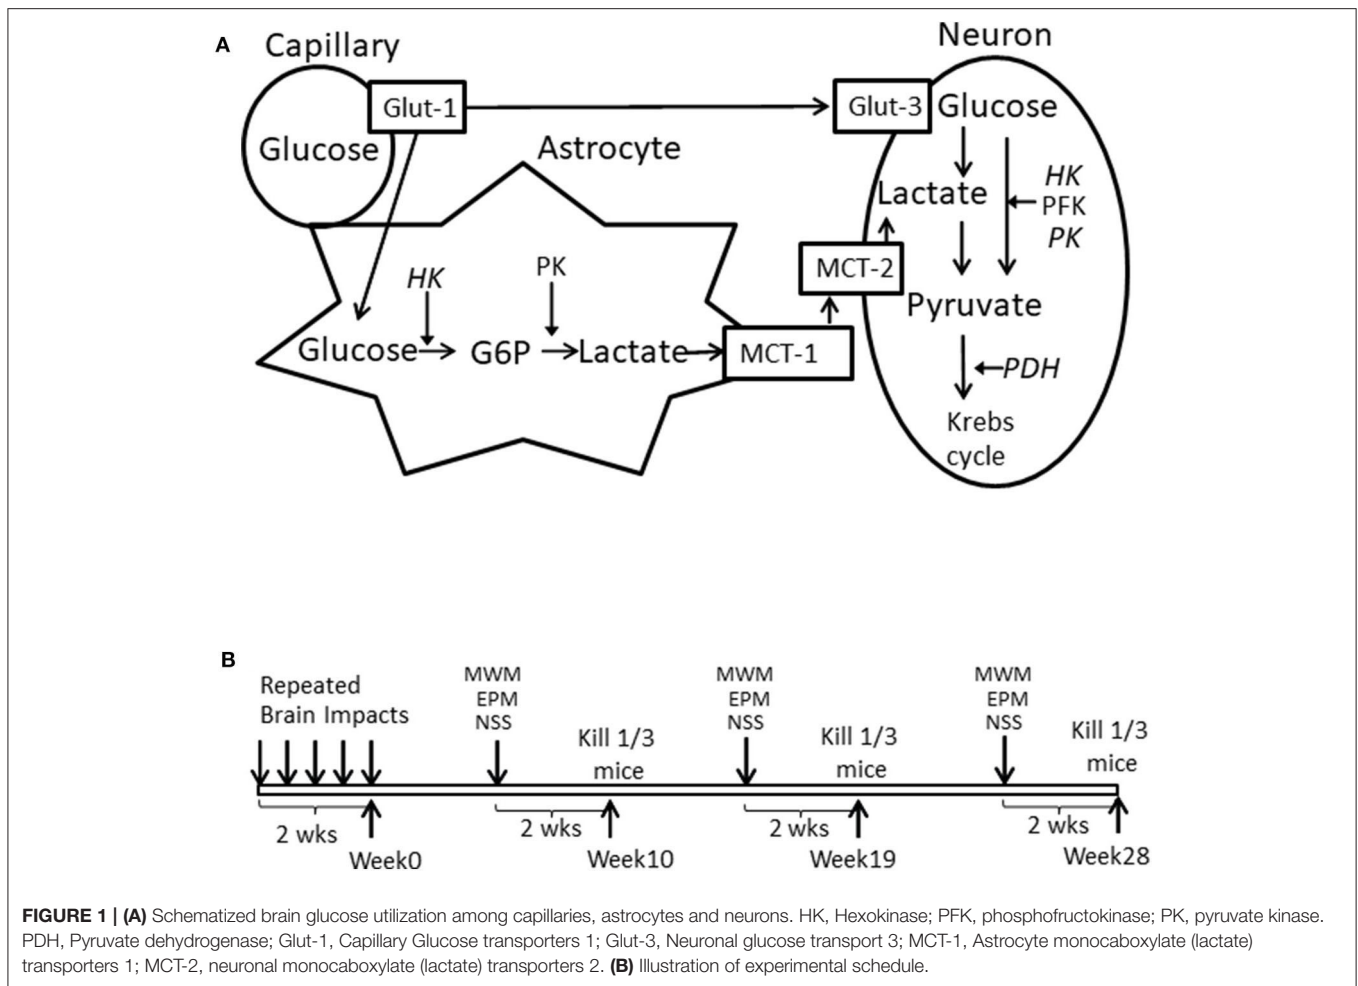 A
Capillary
Neuron
Glut-1
Glut-3
Glucose
Glucose
Astrocyte
HK
Lactate
PFK
PK
HK
PK
MCT-2
Pyruvate
Glucose
G6P
Lactate
MCT-1
PDH
Krebs
cycle
B
Repeated
Brain Impacts
MWM
EPM
NSS
Kill 1/3
mice
MWM
EPM
NSS
Kill 1/3
mice
MWM
EPM
NSS
Kill 1/3
mice
2 wks
Week0
2 wks
Week10
2 wks
Week19
2 wks
Week28
FIGURE 1 | (A) Schematized brain glucose utilization among capillaries, astrocytes and neurons. HK, Hexokinase; PFK, phosphofructokinase; PK, pyruvate kinase.
PDH, Pyruvate dehydrogenase; Glut-1, Capillary Glucose transporters 1; Glut-3, Neuronal glucose transport 3; MCT-1, Astrocyte monocaboxylate (lactate)
transporters 1; MCT-2, neuronal monocaboxylate (lactate) transporters 2. (B) Illustration of experimental schedule.